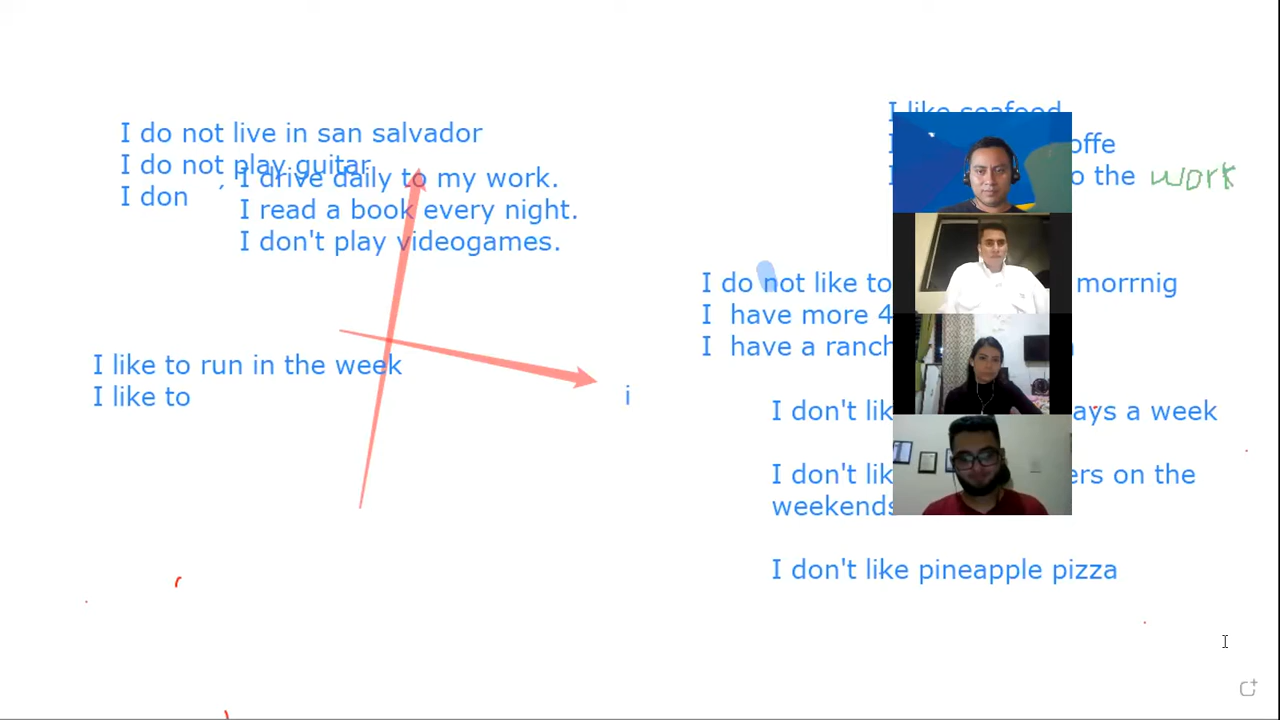 I do not live in san salvador
I do not play guitar
I don ´
I drive daily to my work.
I read a book every night.
I don't play videogames.
I like to run in the week
I like to
i
I like seafood
I offe
I o the work
I do not like to morrnig
I have more 4
I have a ranch
I don't lik ays a week
I don't lik ers on the
weekends
I don't like pineapple pizza